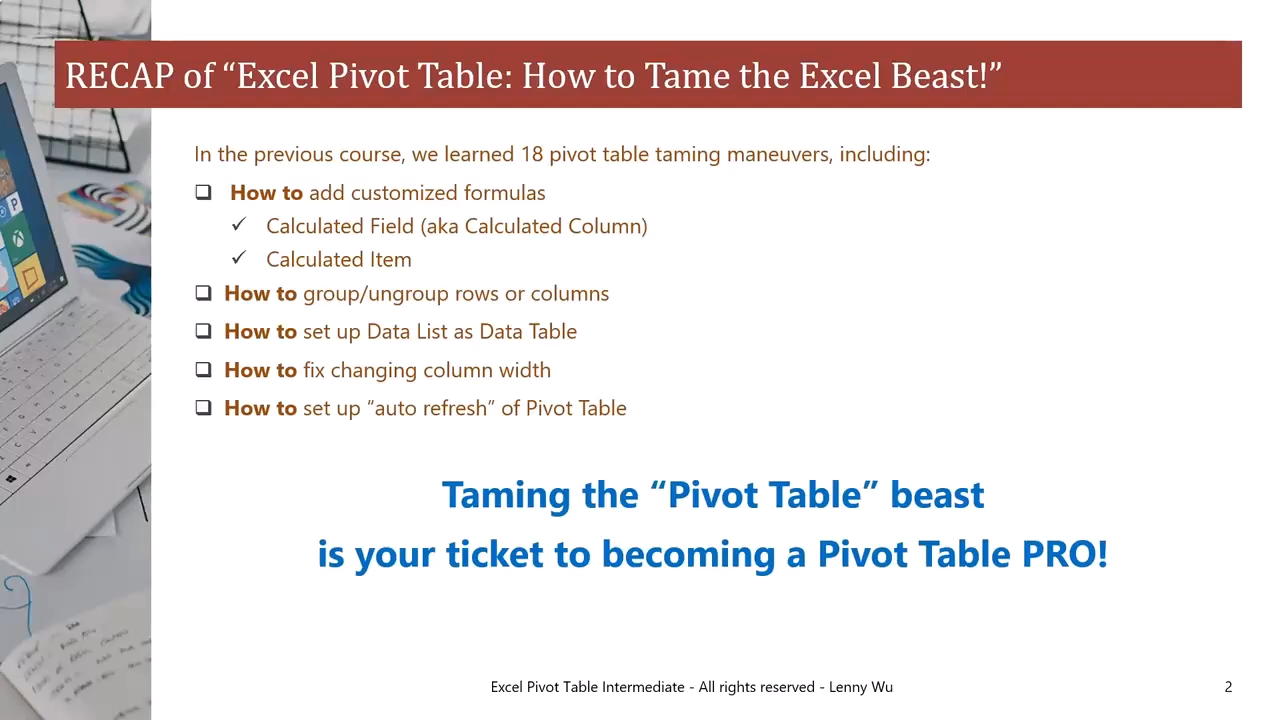 RECAP of “Excel Pivot Table: How to Tame the Excel Beast!”
In the previous course, we learned 18 pivot table taming maneuvers, including:
How to add customized formulas
Calculated Field (aka Calculated Column)
Calculated Item
How to group/ungroup rows or columns
How to set up Data List as Data Table
How to fix changing column width
How to set up “auto refresh” of Pivot Table
Taming the “Pivot Table” beast
is your ticket to becoming a Pivot Table PRO!
Excel Pivot Table Intermediate - All rights reserved - Lenny Wu
2